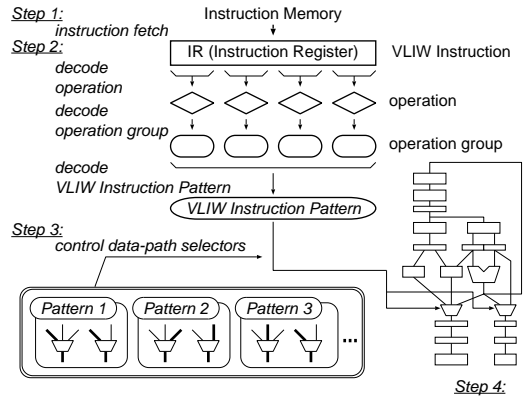 Step 1:
Instruction Memory
instruction fetch
Step 2:
IR (Instruction Register)
VLIW Instruction
decode
operation
operation
decode
operation group
operation group
decode
VLIW Instruction Pattern
VLIW Instruction Pattern
Step 3:
control data-path selectors
Pattern 1
Pattern 2
Pattern 3
...
Step 4: